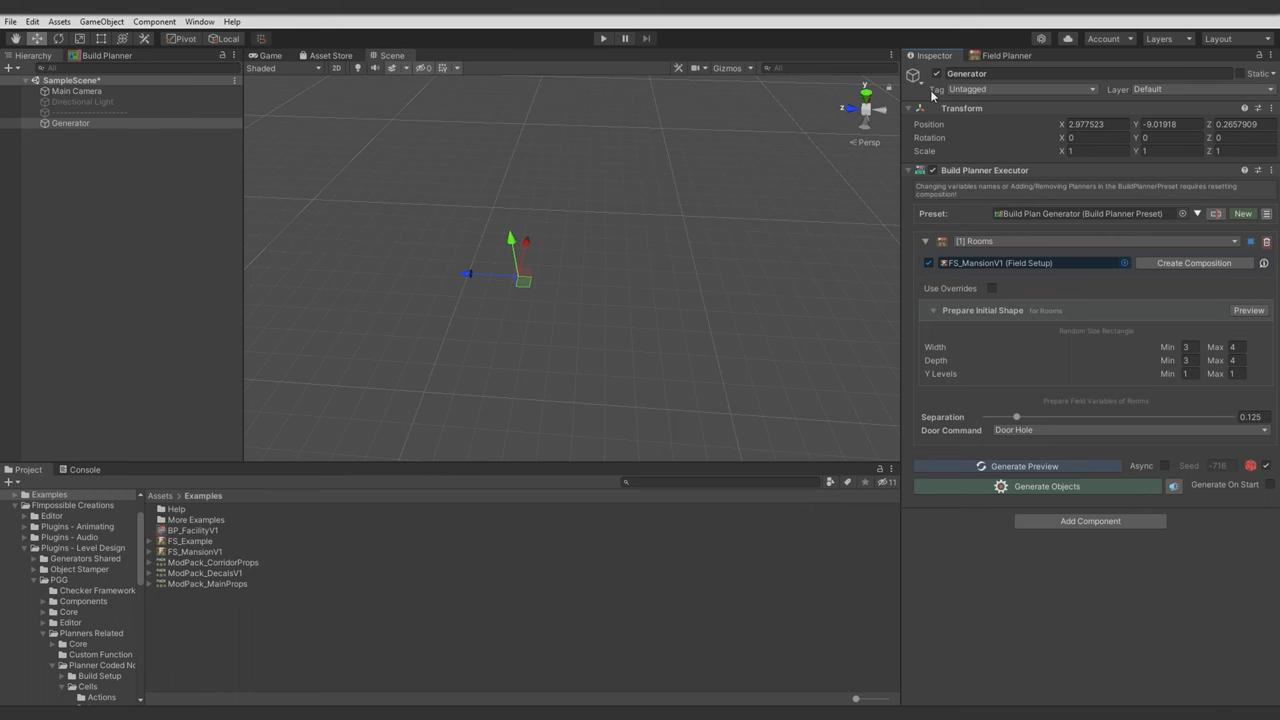 File Edit Assets GameObject Component Window Help
Pivot Local Account Layers Layout
Hierarchy Build Planner
All
SampleScene*
Main Camera
Directional Light
--------------------
Generator
Game Asset Store Scene
Shaded 2D 0 Gizmos All
y
z
Persp
Project Console
11
Examples
FImpossible Creations
Editor
Plugins - Animating
Plugins - Audio
Plugins - Level Design
Generators Shared
Object Stamper
PGG
Checker Framework
Components
Core
Editor
Planners Related
Core
Custom Function
Planner Coded No
Build Setup
Cells
Actions
Assets > Examples
Help
More Examples
BP_FacilityV1
FS_Example
FS_MansionV1
ModPack_CorridorProps
ModPack_DecalsV1
ModPack_MainProps
Inspector Field Planner
Generator Static
Tag Untagged Layer Default
Transform
Position X 2.977523 Y -9.01918 Z 0.2657909
Rotation X 0 Y 0 Z 0
Scale X 1 Y 1 Z 1
Build Planner Executor
Changing variables names or Adding/Removing Planners in the BuildPlannerPreset requires resetting
composition!
Preset: Build Plan Generator (Build Planner Preset) New
[1] Rooms
FS_MansionV1 (Field Setup) Create Composition
Use Overrides
Prepare Initial Shape for Rooms Preview
Random Size Rectangle
Width Min 3 Max 4
Depth Min 3 Max 4
Y Levels Min 1 Max 1
Prepare Field Variables of Rooms
Separation 0.125
Door Command Door Hole
Generate Preview Async Seed -716
Generate Objects Generate On Start
Add Component